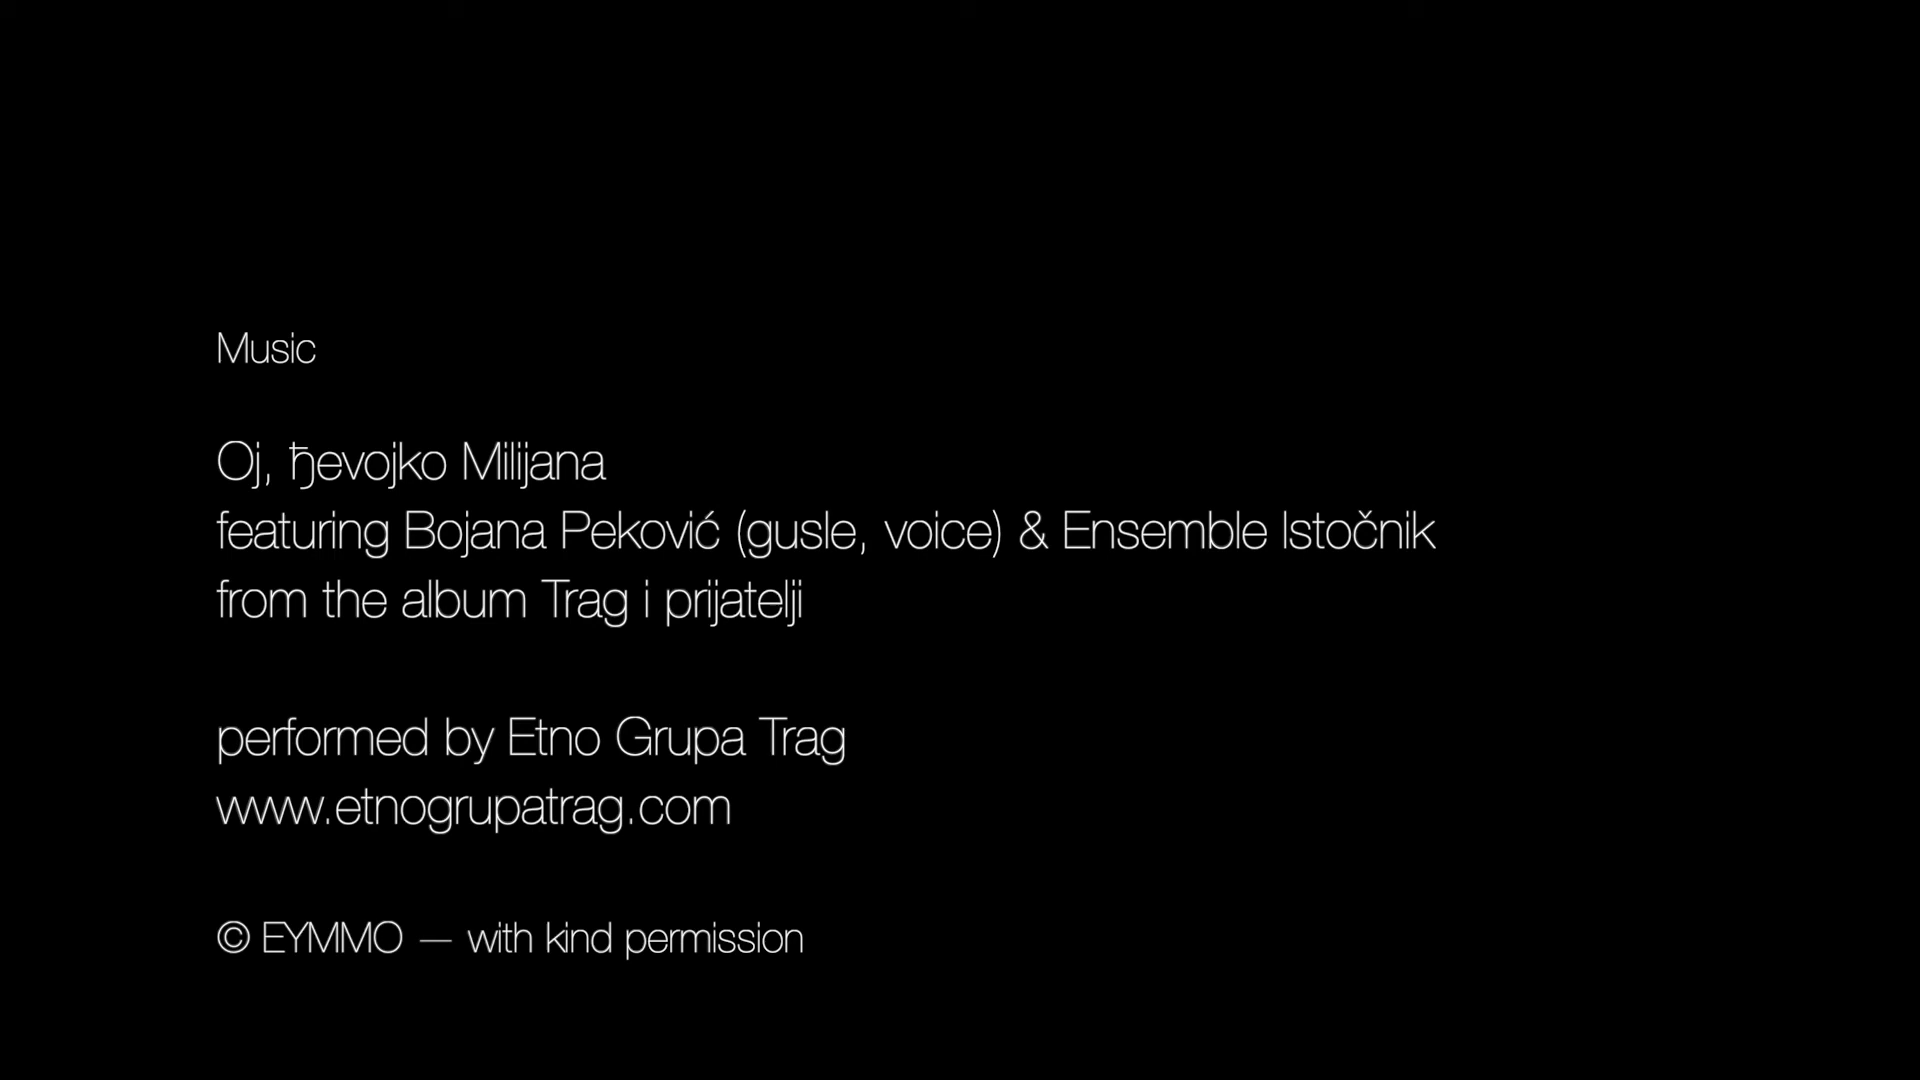 Music
Oj, ђevojko Milijana
featuring Bojana Peković (gusle, voice) & Ensemble Istočnik
from the album Trag i prijatelji
performed by Etno Grupa Trag
www.etnogrupatrag.com
© EYMMO — with kind permission